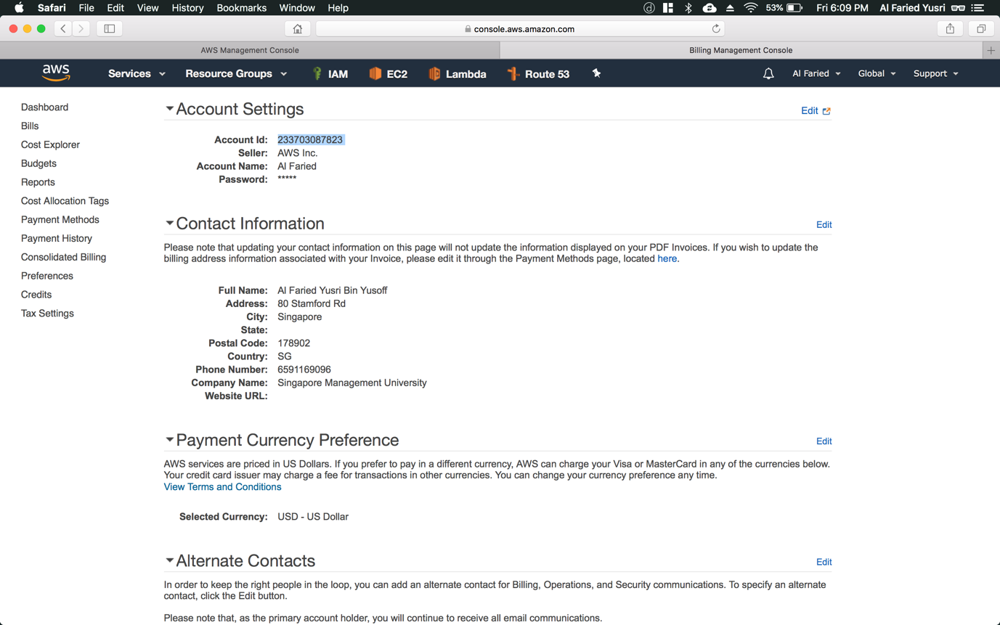 Safari File Edit View History Bookmarks Window Help 53% Fri 6:09 PM Al Faried Yusri
console.aws.amazon.com
AWS Management Console Billing Management Console
aws Services Resource Groups IAM EC2 Lambda Route 53 Al Faried Global Support
Dashboard
Bills
Cost Explorer
Budgets
Reports
Cost Allocation Tags
Payment Methods
Payment History
Consolidated Billing
Preferences
Credits
Tax Settings
Account Settings Edit
Account Id: 233703087823
Seller: AWS Inc.
Account Name: Al Faried
Password: *****
Contact Information Edit
Please note that updating your contact information on this page will not update the information displayed on your PDF Invoices. If you wish to update the
billing address information associated with your Invoice, please edit it through the Payment Methods page, located here.
Full Name: Al Faried Yusri Bin Yusoff
Address: 80 Stamford Rd
City: Singapore
State:
Postal Code: 178902
Country: SG
Phone Number: 6591169096
Company Name: Singapore Management University
Website URL:
Payment Currency Preference Edit
AWS services are priced in US Dollars. If you prefer to pay in a different currency, AWS can charge your Visa or MasterCard in any of the currencies below.
Your credit card issuer may charge a fee for transactions in other currencies. You can change your currency preference any time.
View Terms and Conditions
Selected Currency: USD - US Dollar
Alternate Contacts Edit
In order to keep the right people in the loop, you can add an alternate contact for Billing, Operations, and Security communications. To specify an alternate
contact, click the Edit button.
Please note that, as the primary account holder, you will continue to receive all email communications.